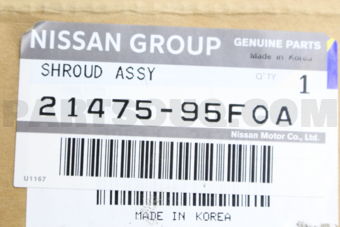 NISSAN GROUP GENUINE PARTS
Made in Korea
SHROUD ASSY Q'TY 1
21475-95F0A
Nissan Motor Co., Ltd.
U1167
MADE IN KOREA